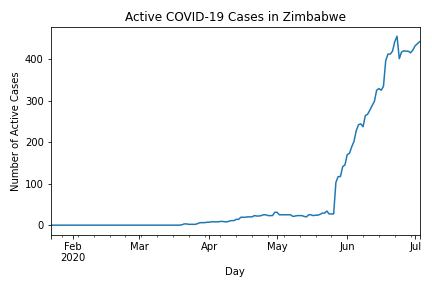 Active COVID-19 Cases in Zimbabwe
Number of Active Cases
400
300
200
100
0
Feb
2020
Mar
Apr
May
Jun
Jul
Day